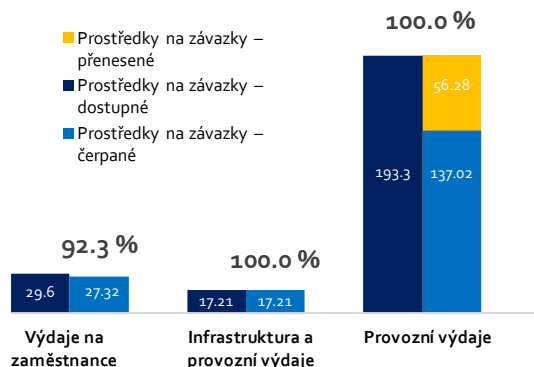 Prostředky na závazky –
přenesené
Prostředky na závazky –
dostupné
Prostředky na závazky –
čerpané
92.3 %
29.6
27.32
Výdaje na
zaměstnance
100.0 %
17.21
17.21
Infrastruktura a
provozní výdaje
100.0 %
56.28
193.3
137.02
Provozní výdaje